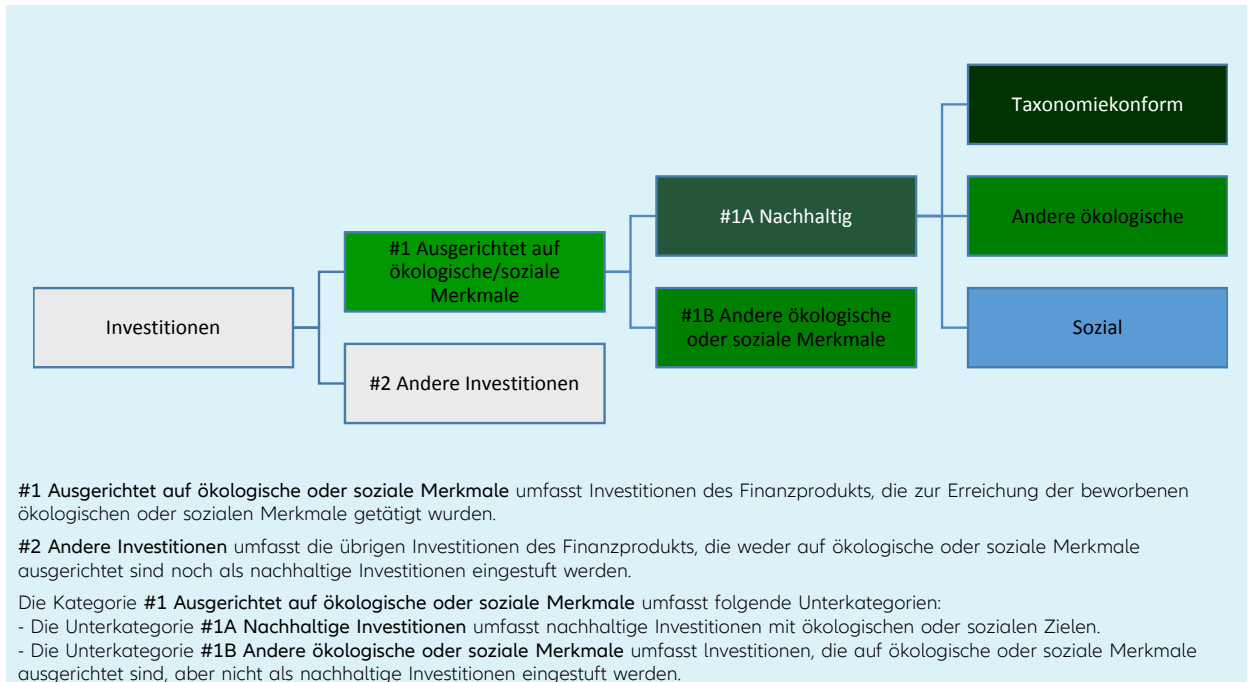 Taxonomiekonform
#1A Nachhaltig
Andere ökologische
#1 Ausgerichtet auf
ökologische/soziale
Merkmale
#1B Andere ökologische
oder soziale Merkmale
Sozial
Investitionen
#2 Andere Investitionen
#1 Ausgerichtet auf ökologische oder soziale Merkmale umfasst Investitionen des Finanzprodukts, die zur Erreichung der beworbenen
ökologischen oder sozialen Merkmale getätigt wurden.
#2 Andere Investitionen umfasst die übrigen Investitionen des Finanzprodukts, die weder auf ökologische oder soziale Merkmale
ausgerichtet sind noch als nachhaltige Investitionen eingestuft werden.
Die Kategorie #1 Ausgerichtet auf ökologische oder soziale Merkmale umfasst folgende Unterkategorien:
- Die Unterkategorie #1A Nachhaltige Investitionen umfasst nachhaltige Investitionen mit ökologischen oder sozialen Zielen.
- Die Unterkategorie #1B Andere ökologische oder soziale Merkmale umfasst Investitionen, die auf ökologische oder soziale Merkmale
ausgerichtet sind, aber nicht als nachhaltige Investitionen eingestuft werden.